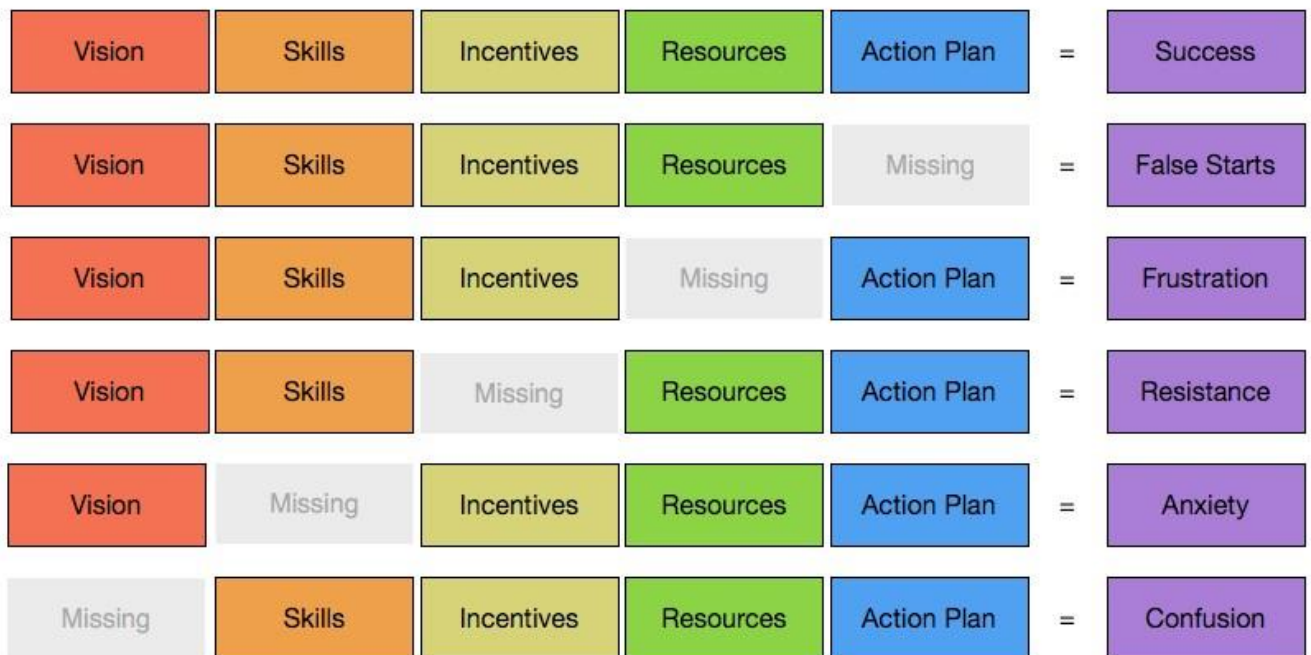 Vision Skills Incentives Resources Action Plan = Success
Vision Skills Incentives Resources Missing = False Starts
Vision Skills Incentives Missing Action Plan = Frustration
Vision Skills Missing Resources Action Plan = Resistance
Vision Missing Incentives Resources Action Plan = Anxiety
Missing Skills Incentives Resources Action Plan = Confusion